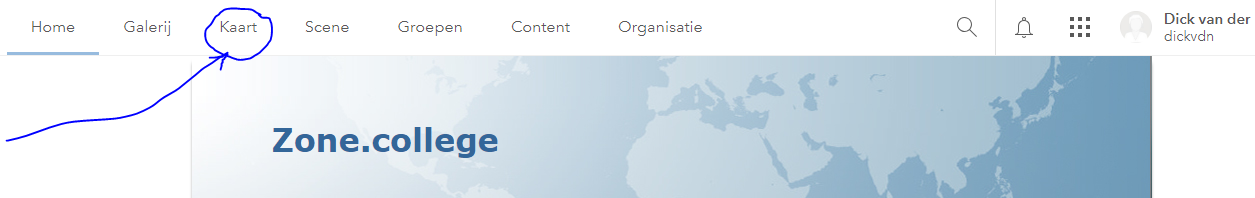 Home Galerij Kaart Scene Groepen Content Organisatie Dick van der
dickvdn
Zone.college